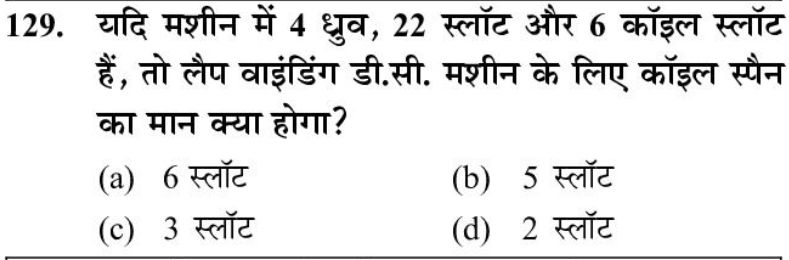 129. यदि मशीन में 4 ध्रुव, 22 स्लॉट और 6 कॉइल स्लॉट
हैं, तो लैप वाइंडिंग डी.सी. मशीन के लिए कॉइल स्पैन
का मान क्या होगा?
(a) 6 स्लॉट (b) 5 स्लॉट
(c) 3 स्लॉट (d) 2 स्लॉट